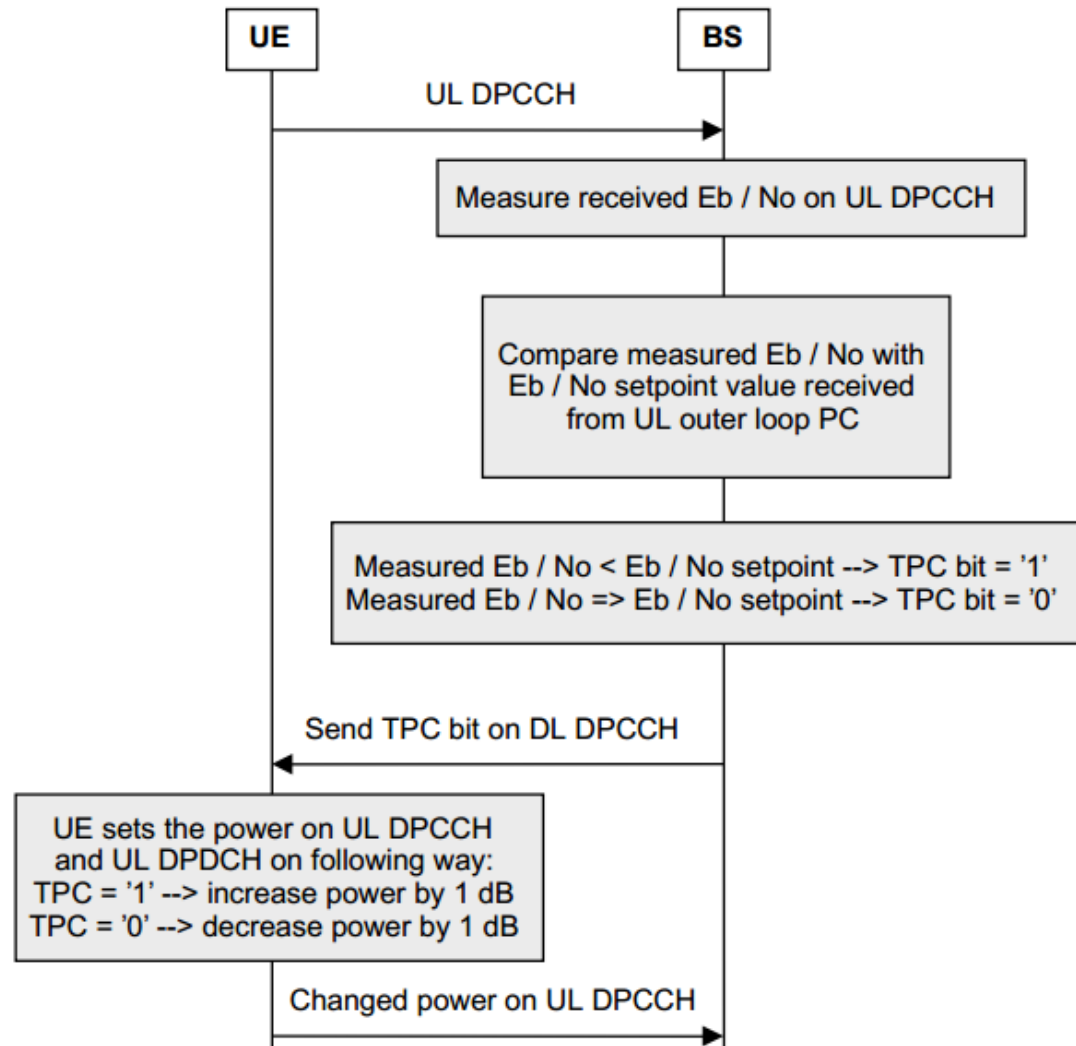 UE
BS
UL DPCCH
Measure received Eb / No on UL DPCCH
Compare measured Eb / No with
Eb / No setpoint value received
from UL outer loop PC
Measured Eb / No < Eb / No setpoint --> TPC bit = '1'
Measured Eb / No => Eb / No setpoint --> TPC bit = '0'
Send TPC bit on DL DPCCH
UE sets the power on UL DPCCH
and UL DPDCH on following way:
TPC = '1' --> increase power by 1 dB
TPC = '0' --> decrease power by 1 dB
Changed power on UL DPCCH